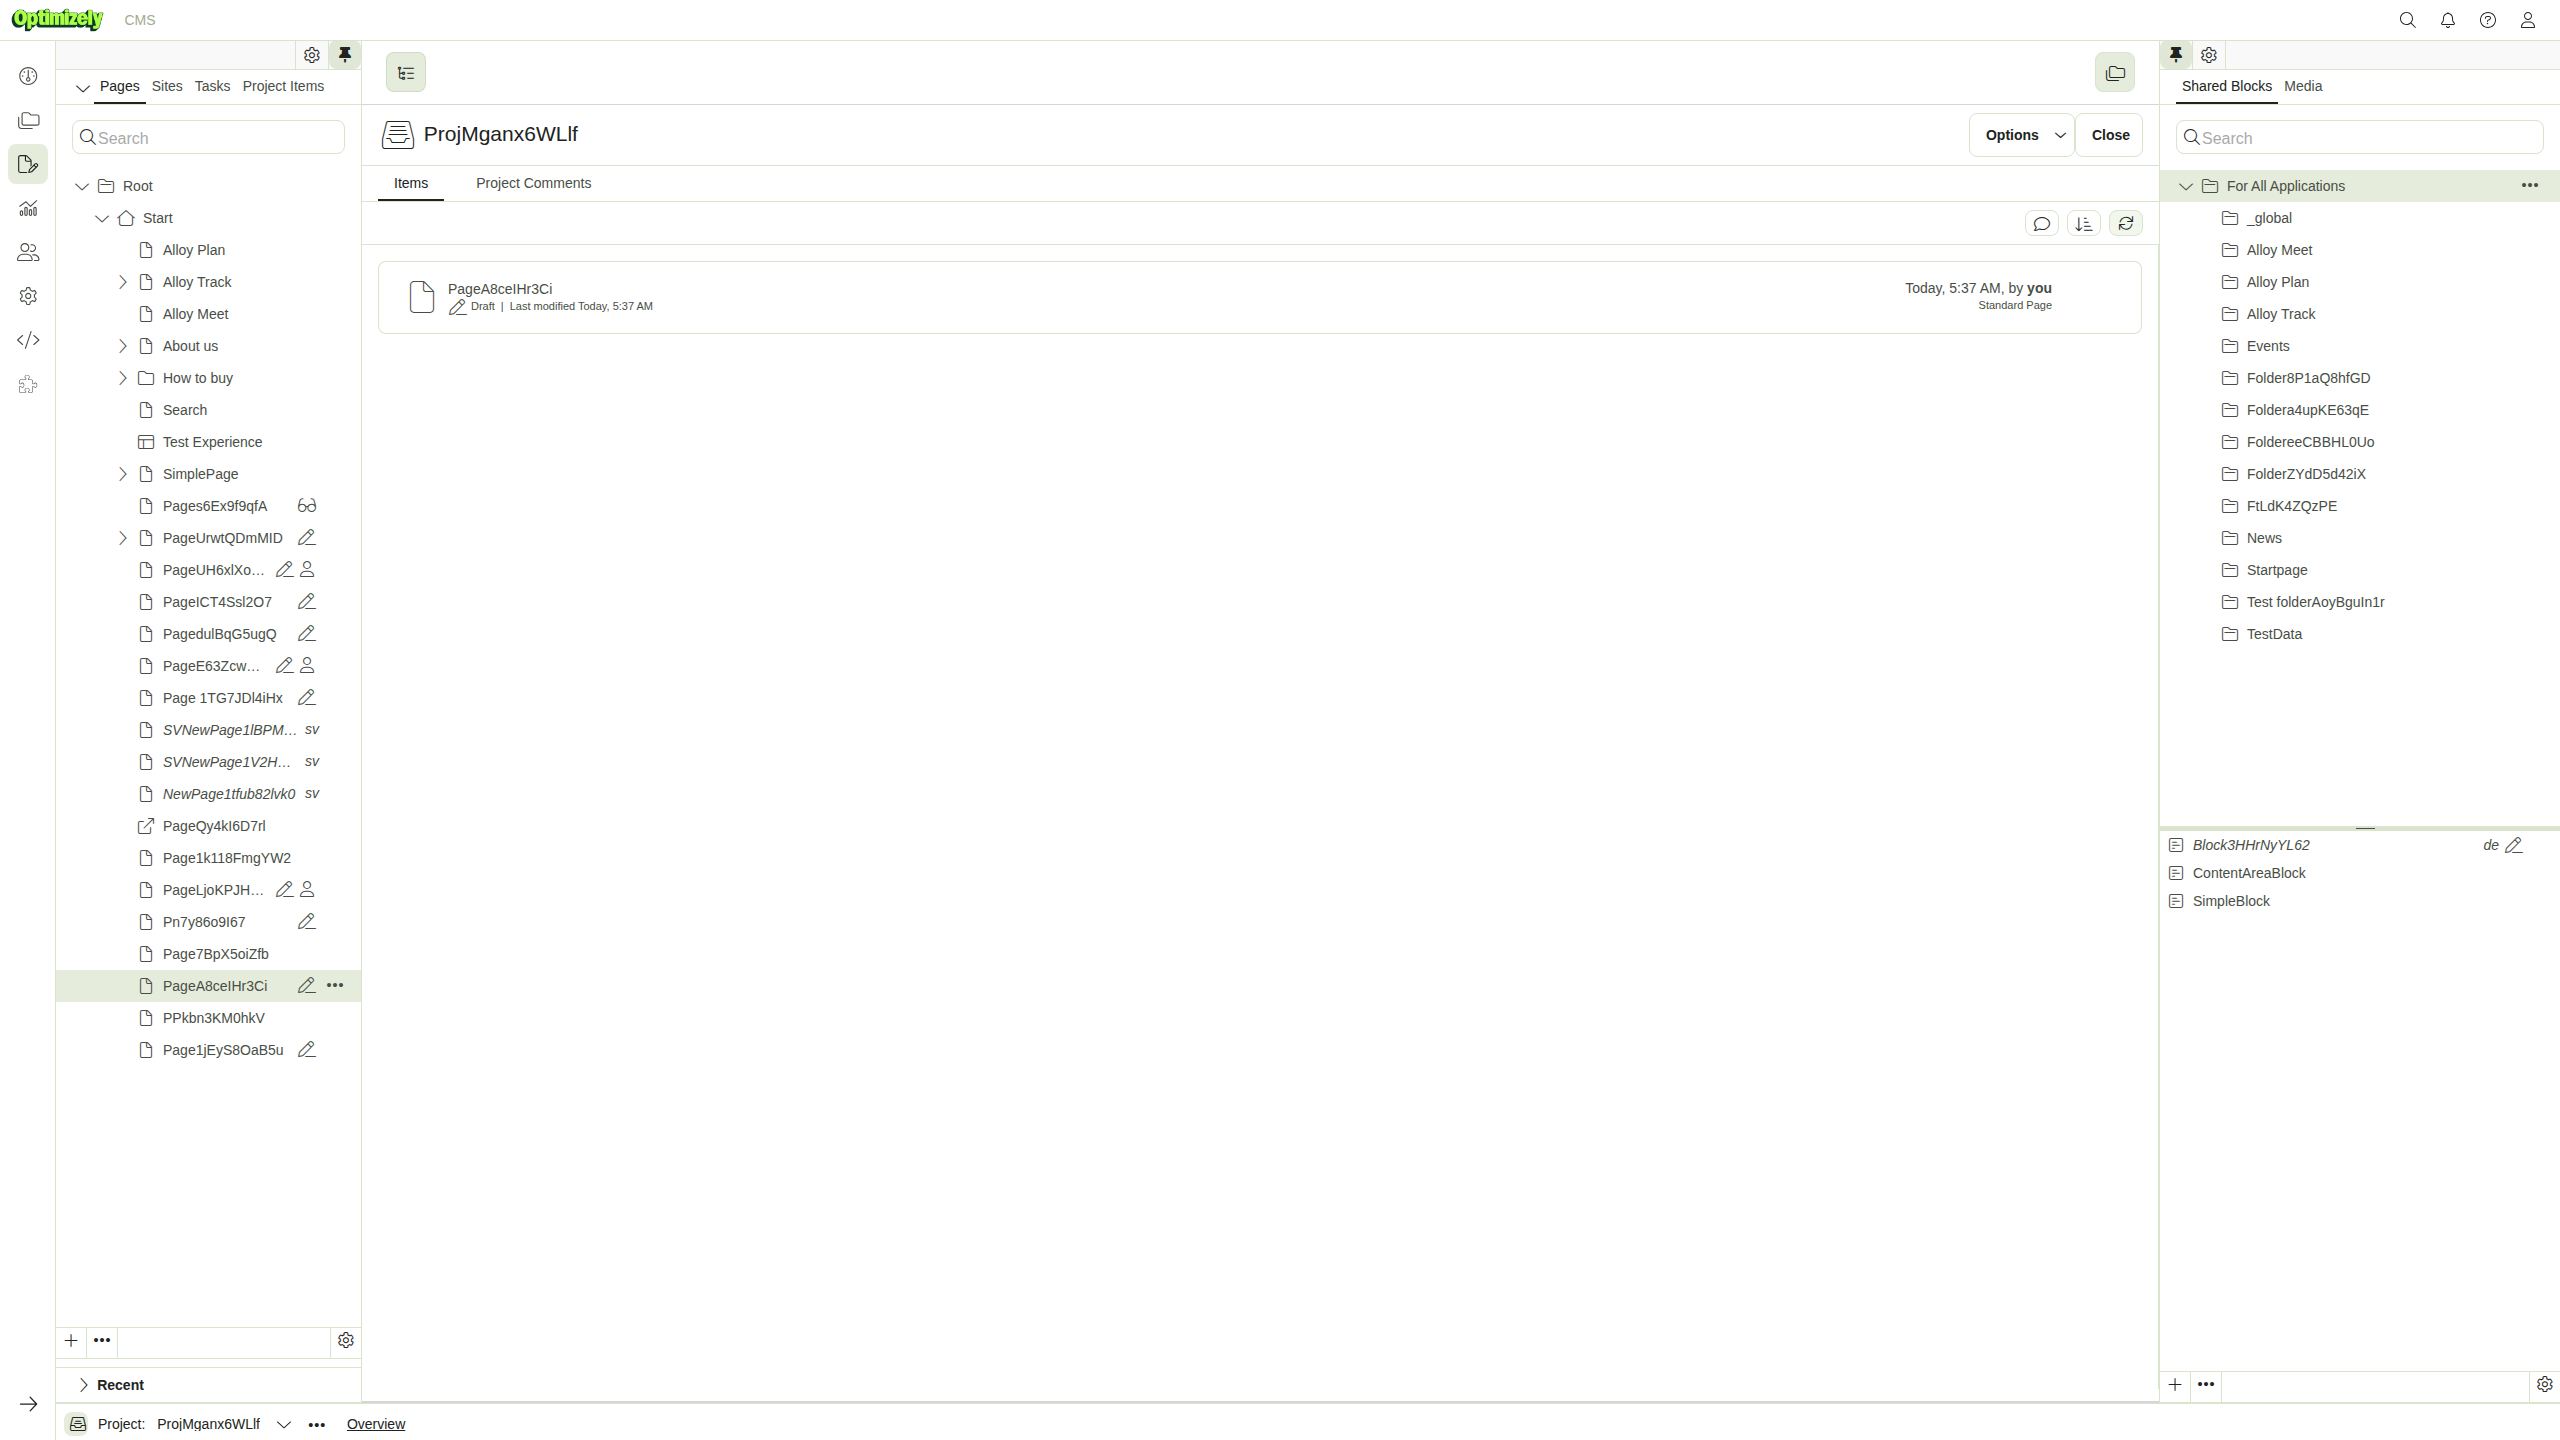 Optimizely CMS
Pages Sites Tasks Project Items
Search
Root
Start
Alloy Plan
Alloy Track
Alloy Meet
About us
How to buy
Search
Test Experience
SimplePage
Pages6Ex9f9qfA
PageUrwtQDmMID
PageUH6xlXo…
PageICT4Ssl2O7
PagedulBqG5ugQ
PageE63Zcw…
Page 1TG7JDl4iHx
SVNewPage1lBPM… sv
SVNewPage1V2H… sv
NewPage1tfub82lvk0 sv
PageQy4kI6D7rl
Page1k118FmgYW2
PageLjoKPJH…
Pn7y86o9I67
Page7BpX5oiZfb
PageA8ceIHr3Ci
PPkbn3KM0hkV
Page1jEyS8OaB5u
Recent
ProjMganx6WLlf
Options Close
Items Project Comments
PageA8ceIHr3Ci
Draft | Last modified Today, 5:37 AM
Today, 5:37 AM, by you
Standard Page
Shared Blocks Media
Search
For All Applications
_global
Alloy Meet
Alloy Plan
Alloy Track
Events
Folder8P1aQ8hfGD
Foldera4upKE63qE
FoldereeCBBHL0Uo
FolderZYdD5d42iX
FtLdK4ZQzPE
News
Startpage
Test folderAoyBguIn1r
TestData
Block3HHrNyYL62 de
ContentAreaBlock
SimpleBlock
Project: ProjMganx6WLlf Overview